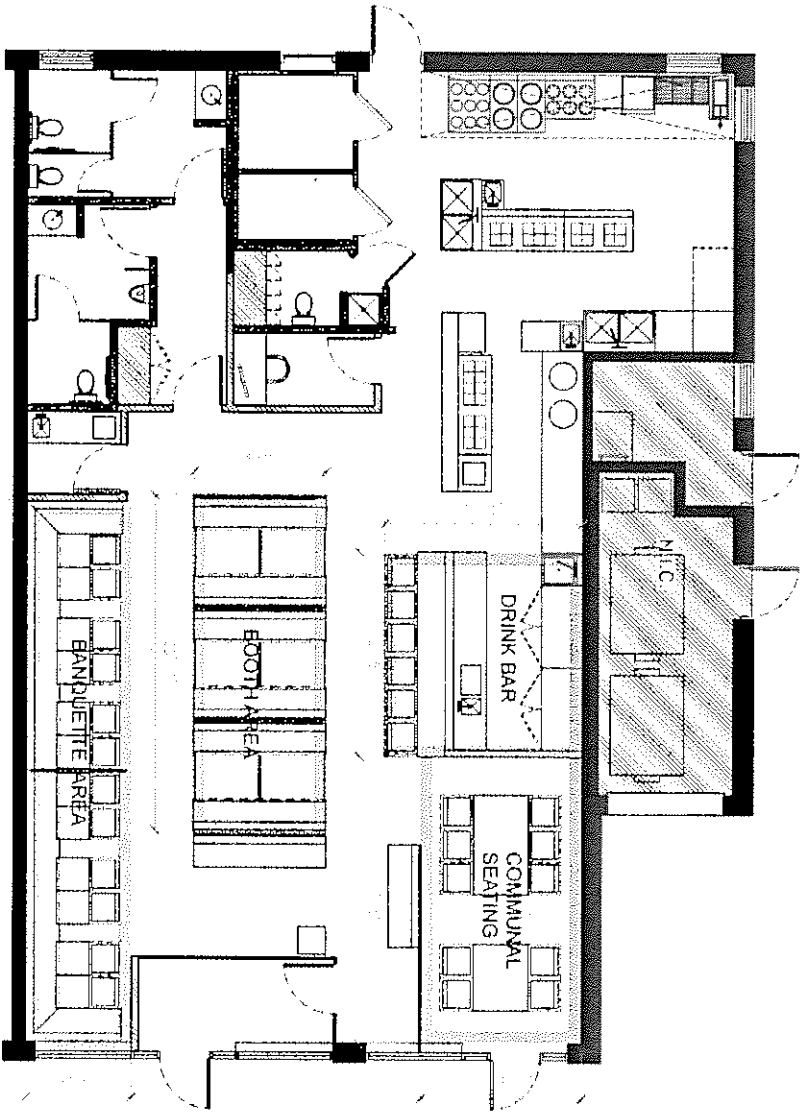 N.I.C.
DRINK BAR
BOOTH AREA
BANQUETTE AREA
COMMUNAL
SEATING